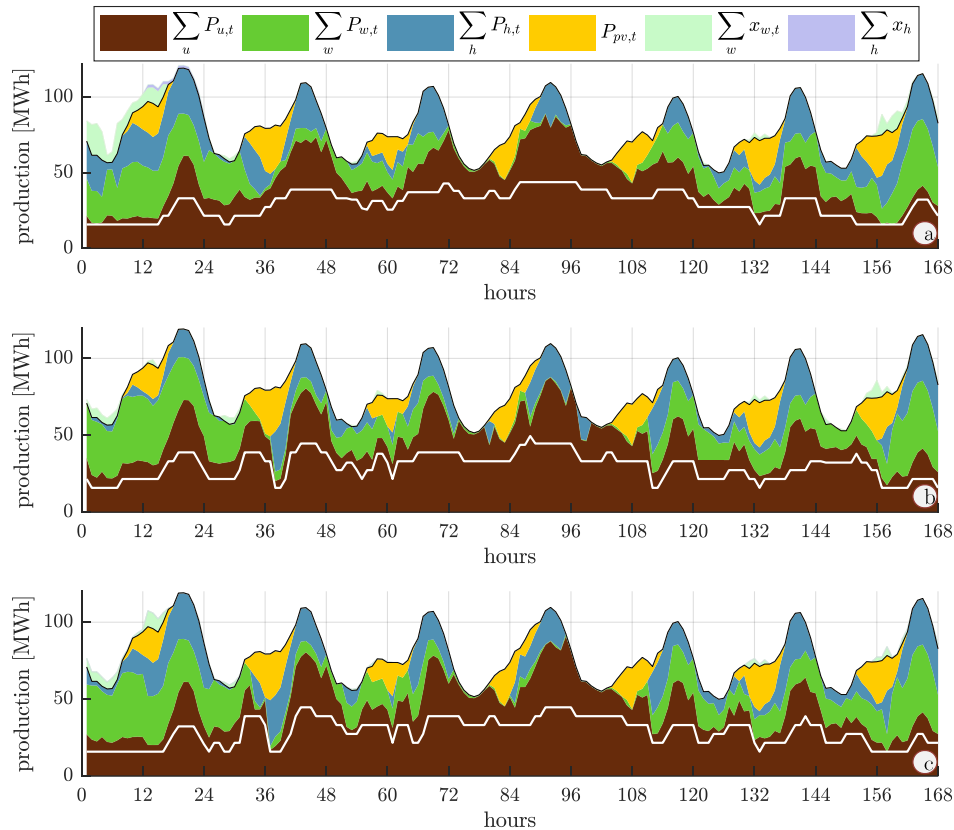 ∑_u P_{u,t} ∑_w P_{w,t} ∑_h P_{h,t} P_{pv,t} ∑_w x_{w,t} ∑_h x_h
production [MWh]
100
50
0
a
0 12 24 36 48 60 72 84 96 108 120 132 144 156 168
hours
production [MWh]
100
50
0
b
0 12 24 36 48 60 72 84 96 108 120 132 144 156 168
hours
production [MWh]
100
50
0
c
0 12 24 36 48 60 72 84 96 108 120 132 144 156 168
hours